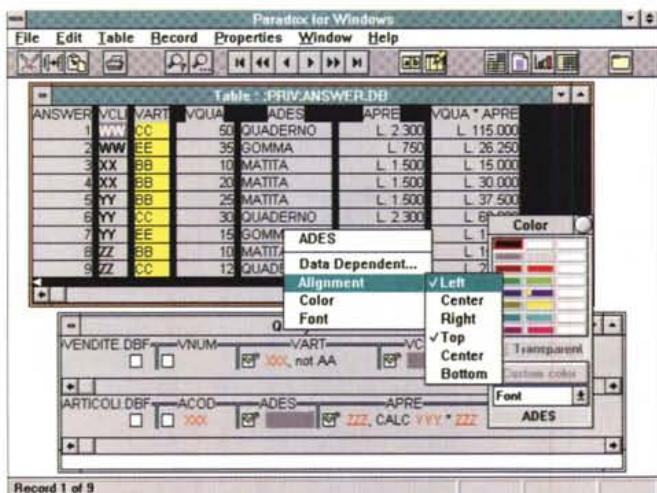 Paradox for Windows
File Edit Table Record Properties Window Help
Table : :PRIV:ANSWER.DB
ANSWER VCLI VART VQUA ADES APRE VQUA * APRE
1 WW CC 50 QUADERNO L. 2.300 L. 115.000
2 WW EE 35 GOMMA L. 750 L. 26.250
3 XX BB 10 MATITA L. 1.500 L. 15.000
4 XX BB 20 MATITA L. 1.500 L. 30.000
5 YY BB 25 MATITA L. 1.500 L. 37.500
6 YY CC 30 QUADERNO L. 2.300 L.
7 YY EE 15 GOMM L.
8 ZZ BB 10 MATIT L.
9 ZZ CC 12 QUAD L.
ADES
Data Dependent...
Alignment
Color
Font
✓Left
Center
Right
✓Top
Center
Bottom
Color
Transparent
Custom color
Font
ADES
VENDITE.DBF VNUM VART VC
XXX, not AA
ARTICOLI.DBF ACOD ADES APRE
XXX ZZZ, CALC YYY * ZZZ
Record 1 of 9